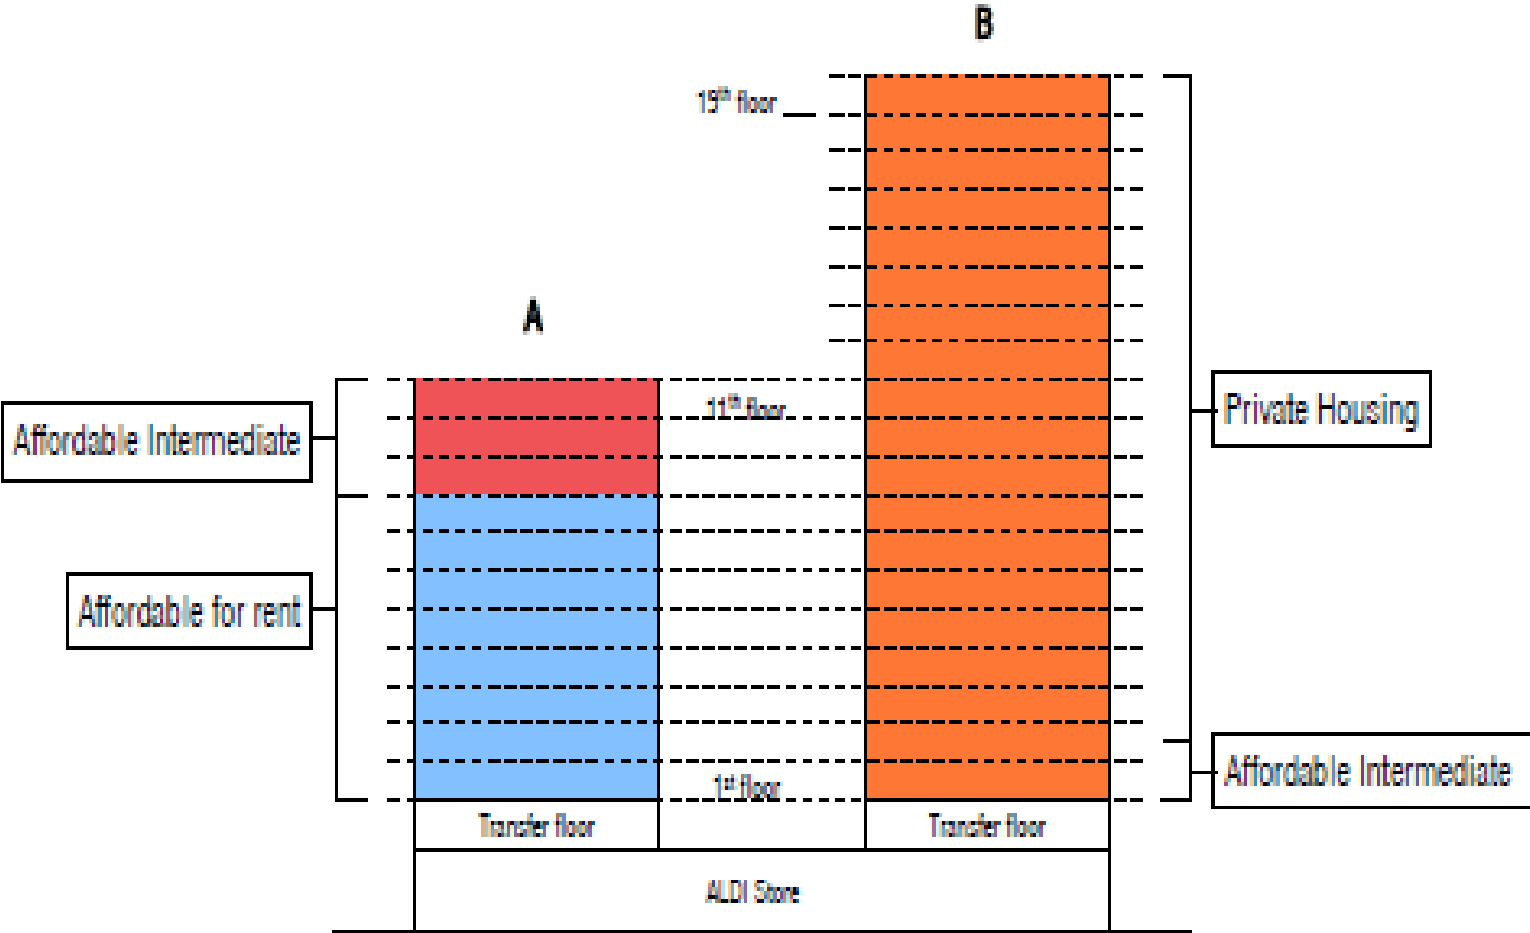 B
19th floor
A
11th floor
Affordable Intermediate
Private Housing
Affordable for rent
1st floor
Affordable Intermediate
Transfer floor
Transfer floor
ALDI Store